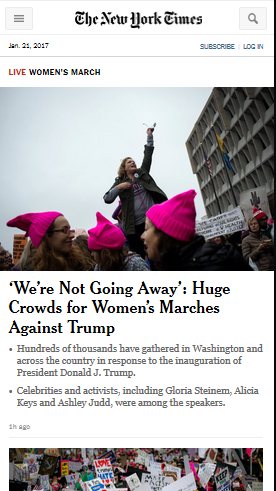 The New York Times
Jan. 21, 2017
SUBSCRIBE | LOG IN
LIVE WOMEN'S MARCH
‘We’re Not Going Away’: Huge
Crowds for Women’s Marches
Against Trump
• Hundreds of thousands have gathered in Washington and
across the country in response to the inauguration of
President Donald J. Trump.
• Celebrities and activists, including Gloria Steinem, Alicia
Keys and Ashley Judd, were among the speakers.
1h ago
LOVE